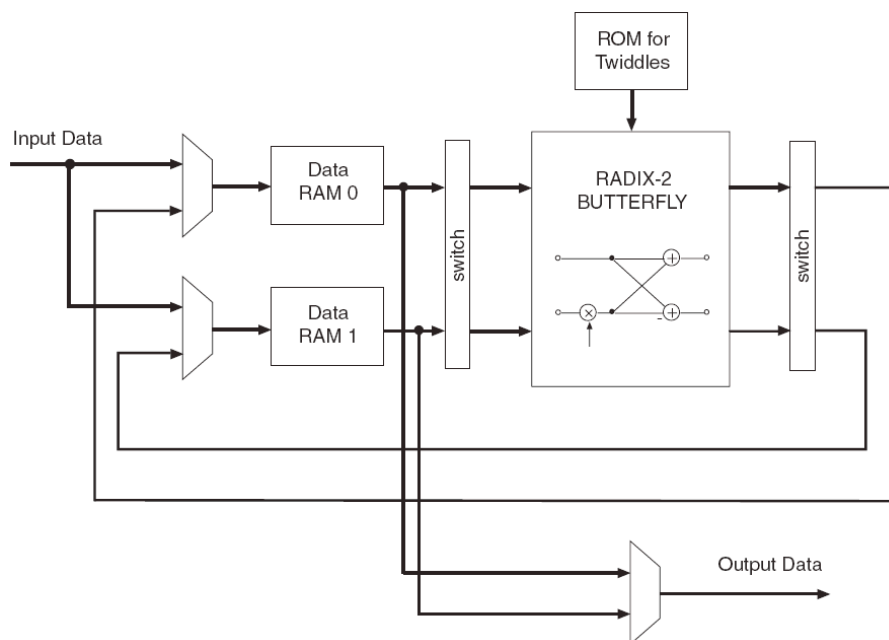 ROM for
Twiddles
Input Data
Data
RAM 0
switch
RADIX-2
BUTTERFLY
switch
Data
RAM 1
Output Data